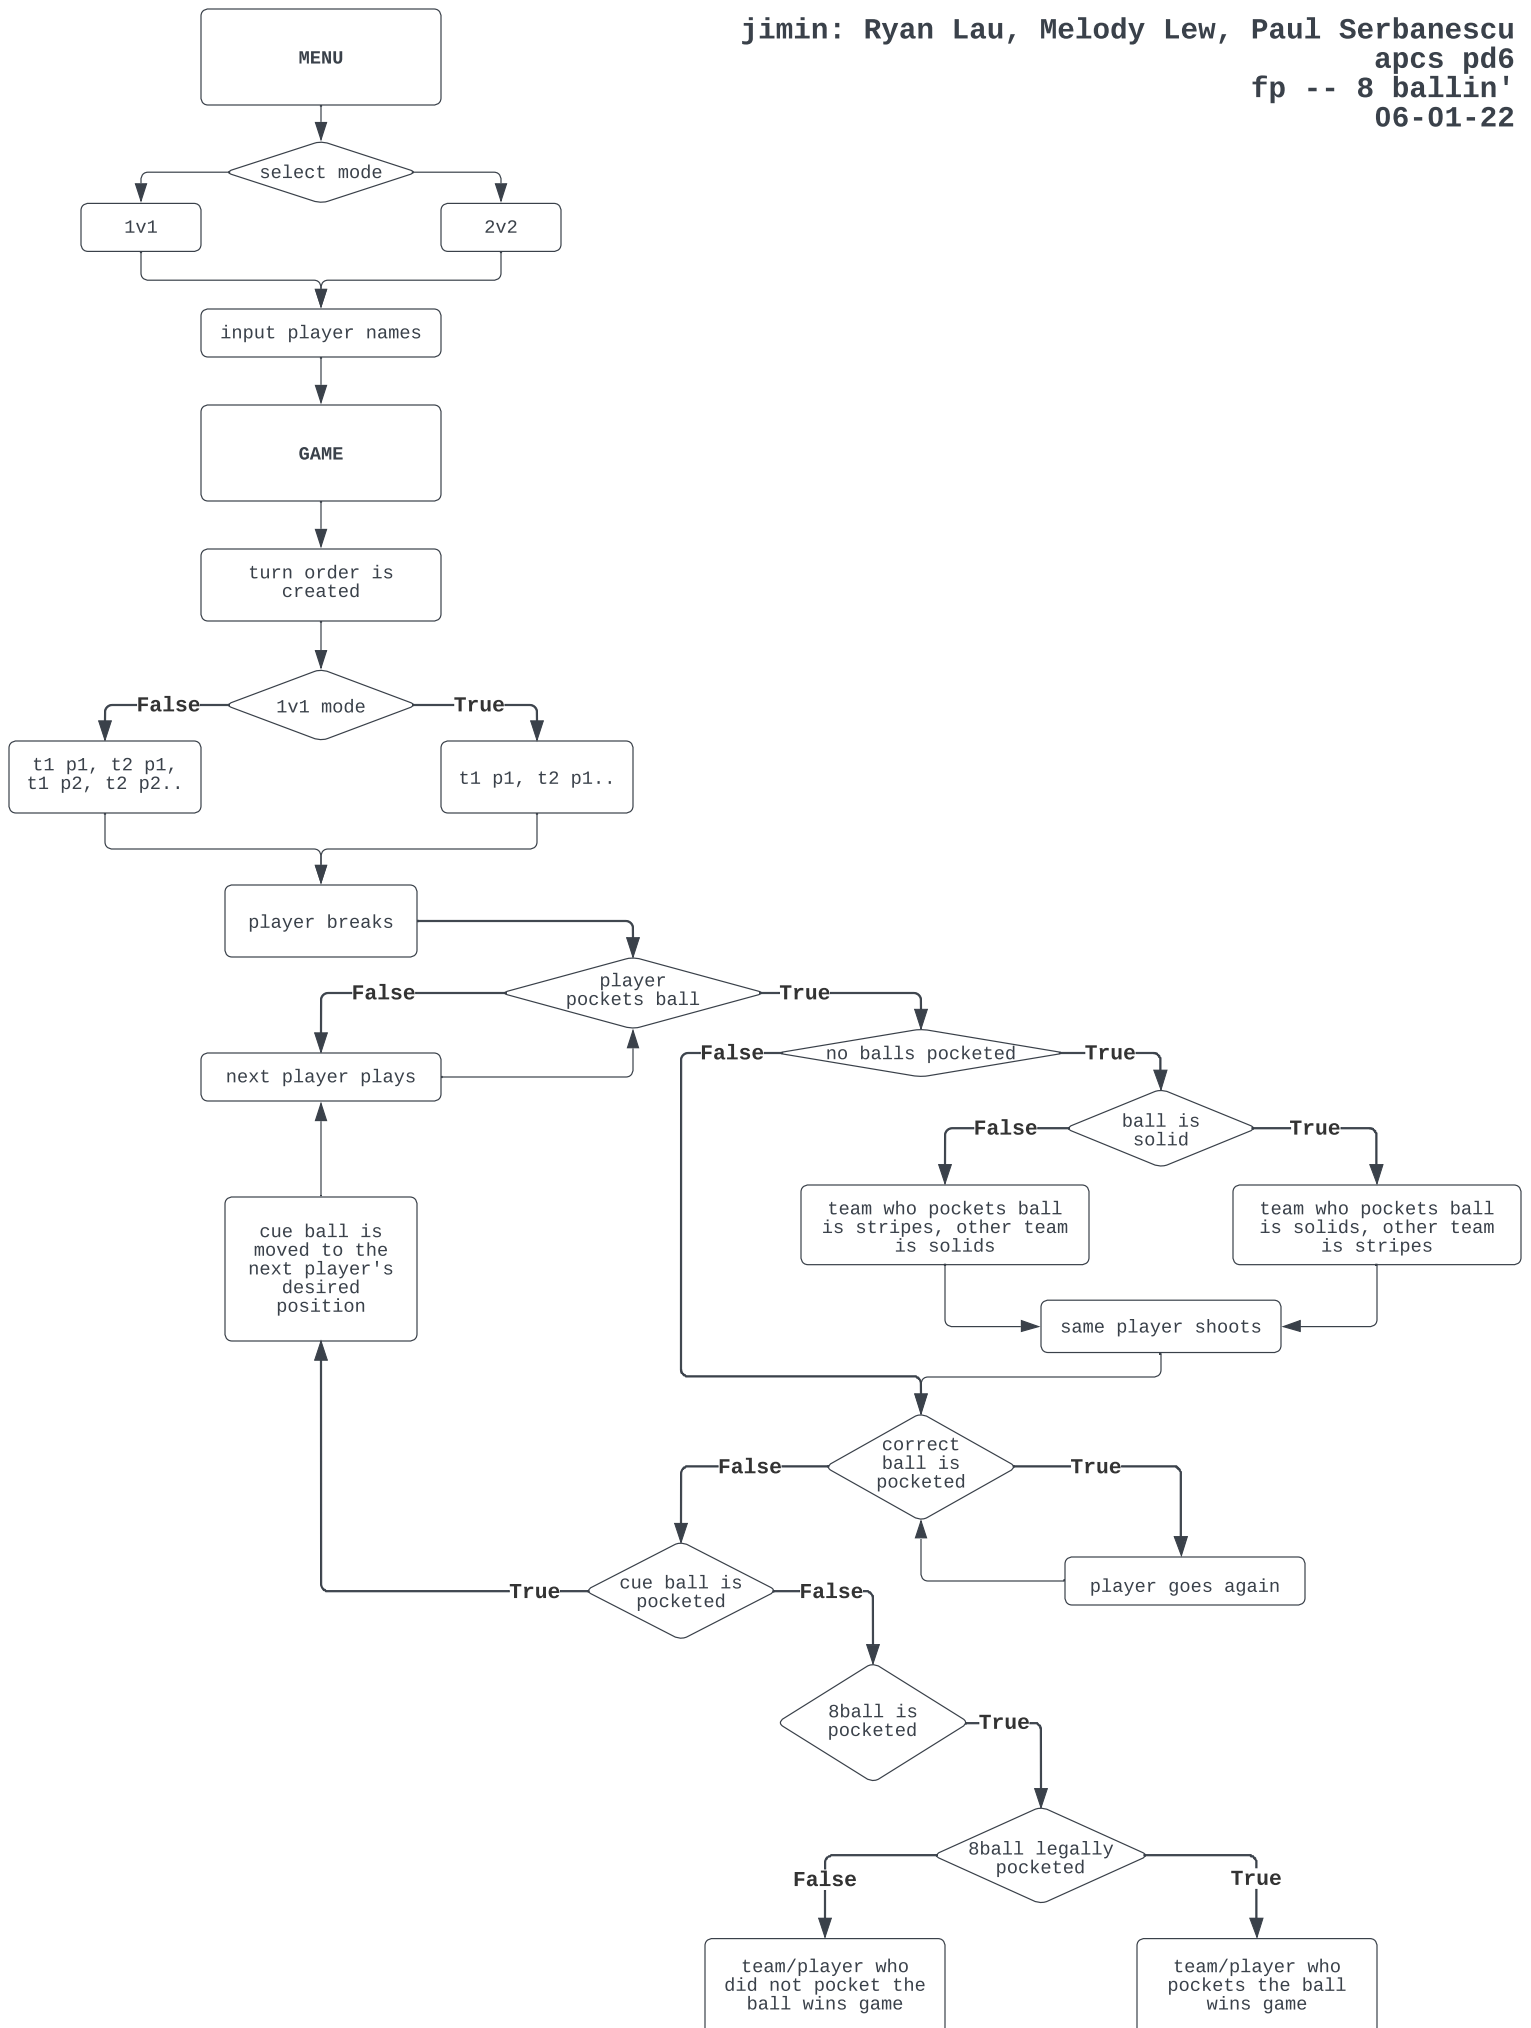 jimin: Ryan Lau, Melody Lew, Paul Serbanescu
apcs pd6
fp -- 8 ballin'
06-01-22
MENU
select mode
1v1
2v2
input player names
GAME
turn order is
created
1v1 mode
False
True
t1 p1, t2 p1,
t1 p2, t2 p2..
t1 p1, t2 p1..
player breaks
player
pockets ball
False
True
next player plays
no balls pocketed
False
True
ball is
solid
False
True
team who pockets ball
is stripes, other team
is solids
team who pockets ball
is solids, other team
is stripes
cue ball is
moved to the
next player's
desired
position
same player shoots
correct
ball is
pocketed
False
True
player goes again
cue ball is
pocketed
True
False
8ball is
pocketed
True
8ball legally
pocketed
False
True
team/player who
did not pocket the
ball wins game
team/player who
pockets the ball
wins game